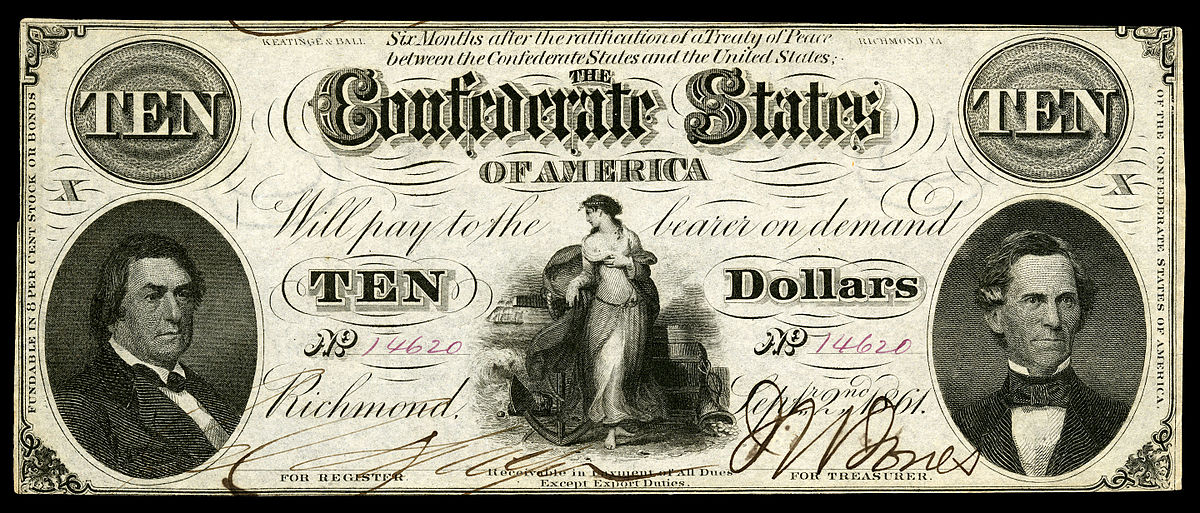 KEATINGE & BALL
Six Months after the ratification of a Treaty of Peace
RICHMOND, VA
between the Confederate States and the United States;
THE
TEN
Confederate States
TEN
OF AMERICA
X
X
Will pay to the bearer on demand
TEN Dollars
No 14620
No 14620
Richmond, Sept. 2nd 1861.
FOR REGISTER
Receivable in Payment of All Dues
Except Export Duties.
FOR TREASURER.
FUNDABLE IN 8 PER CENT STOCK OR BONDS
OF THE CONFEDERATE STATES OF AMERICA.